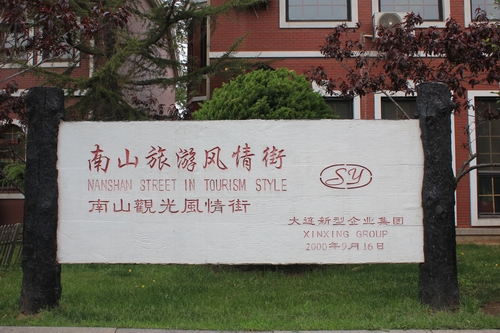 南山旅游风情街
NANSHAN STREET IN TOURISM STYLE
南山觀光風情街
SY
大连新型企业集团
XINXING GROUP
2000年9月16日